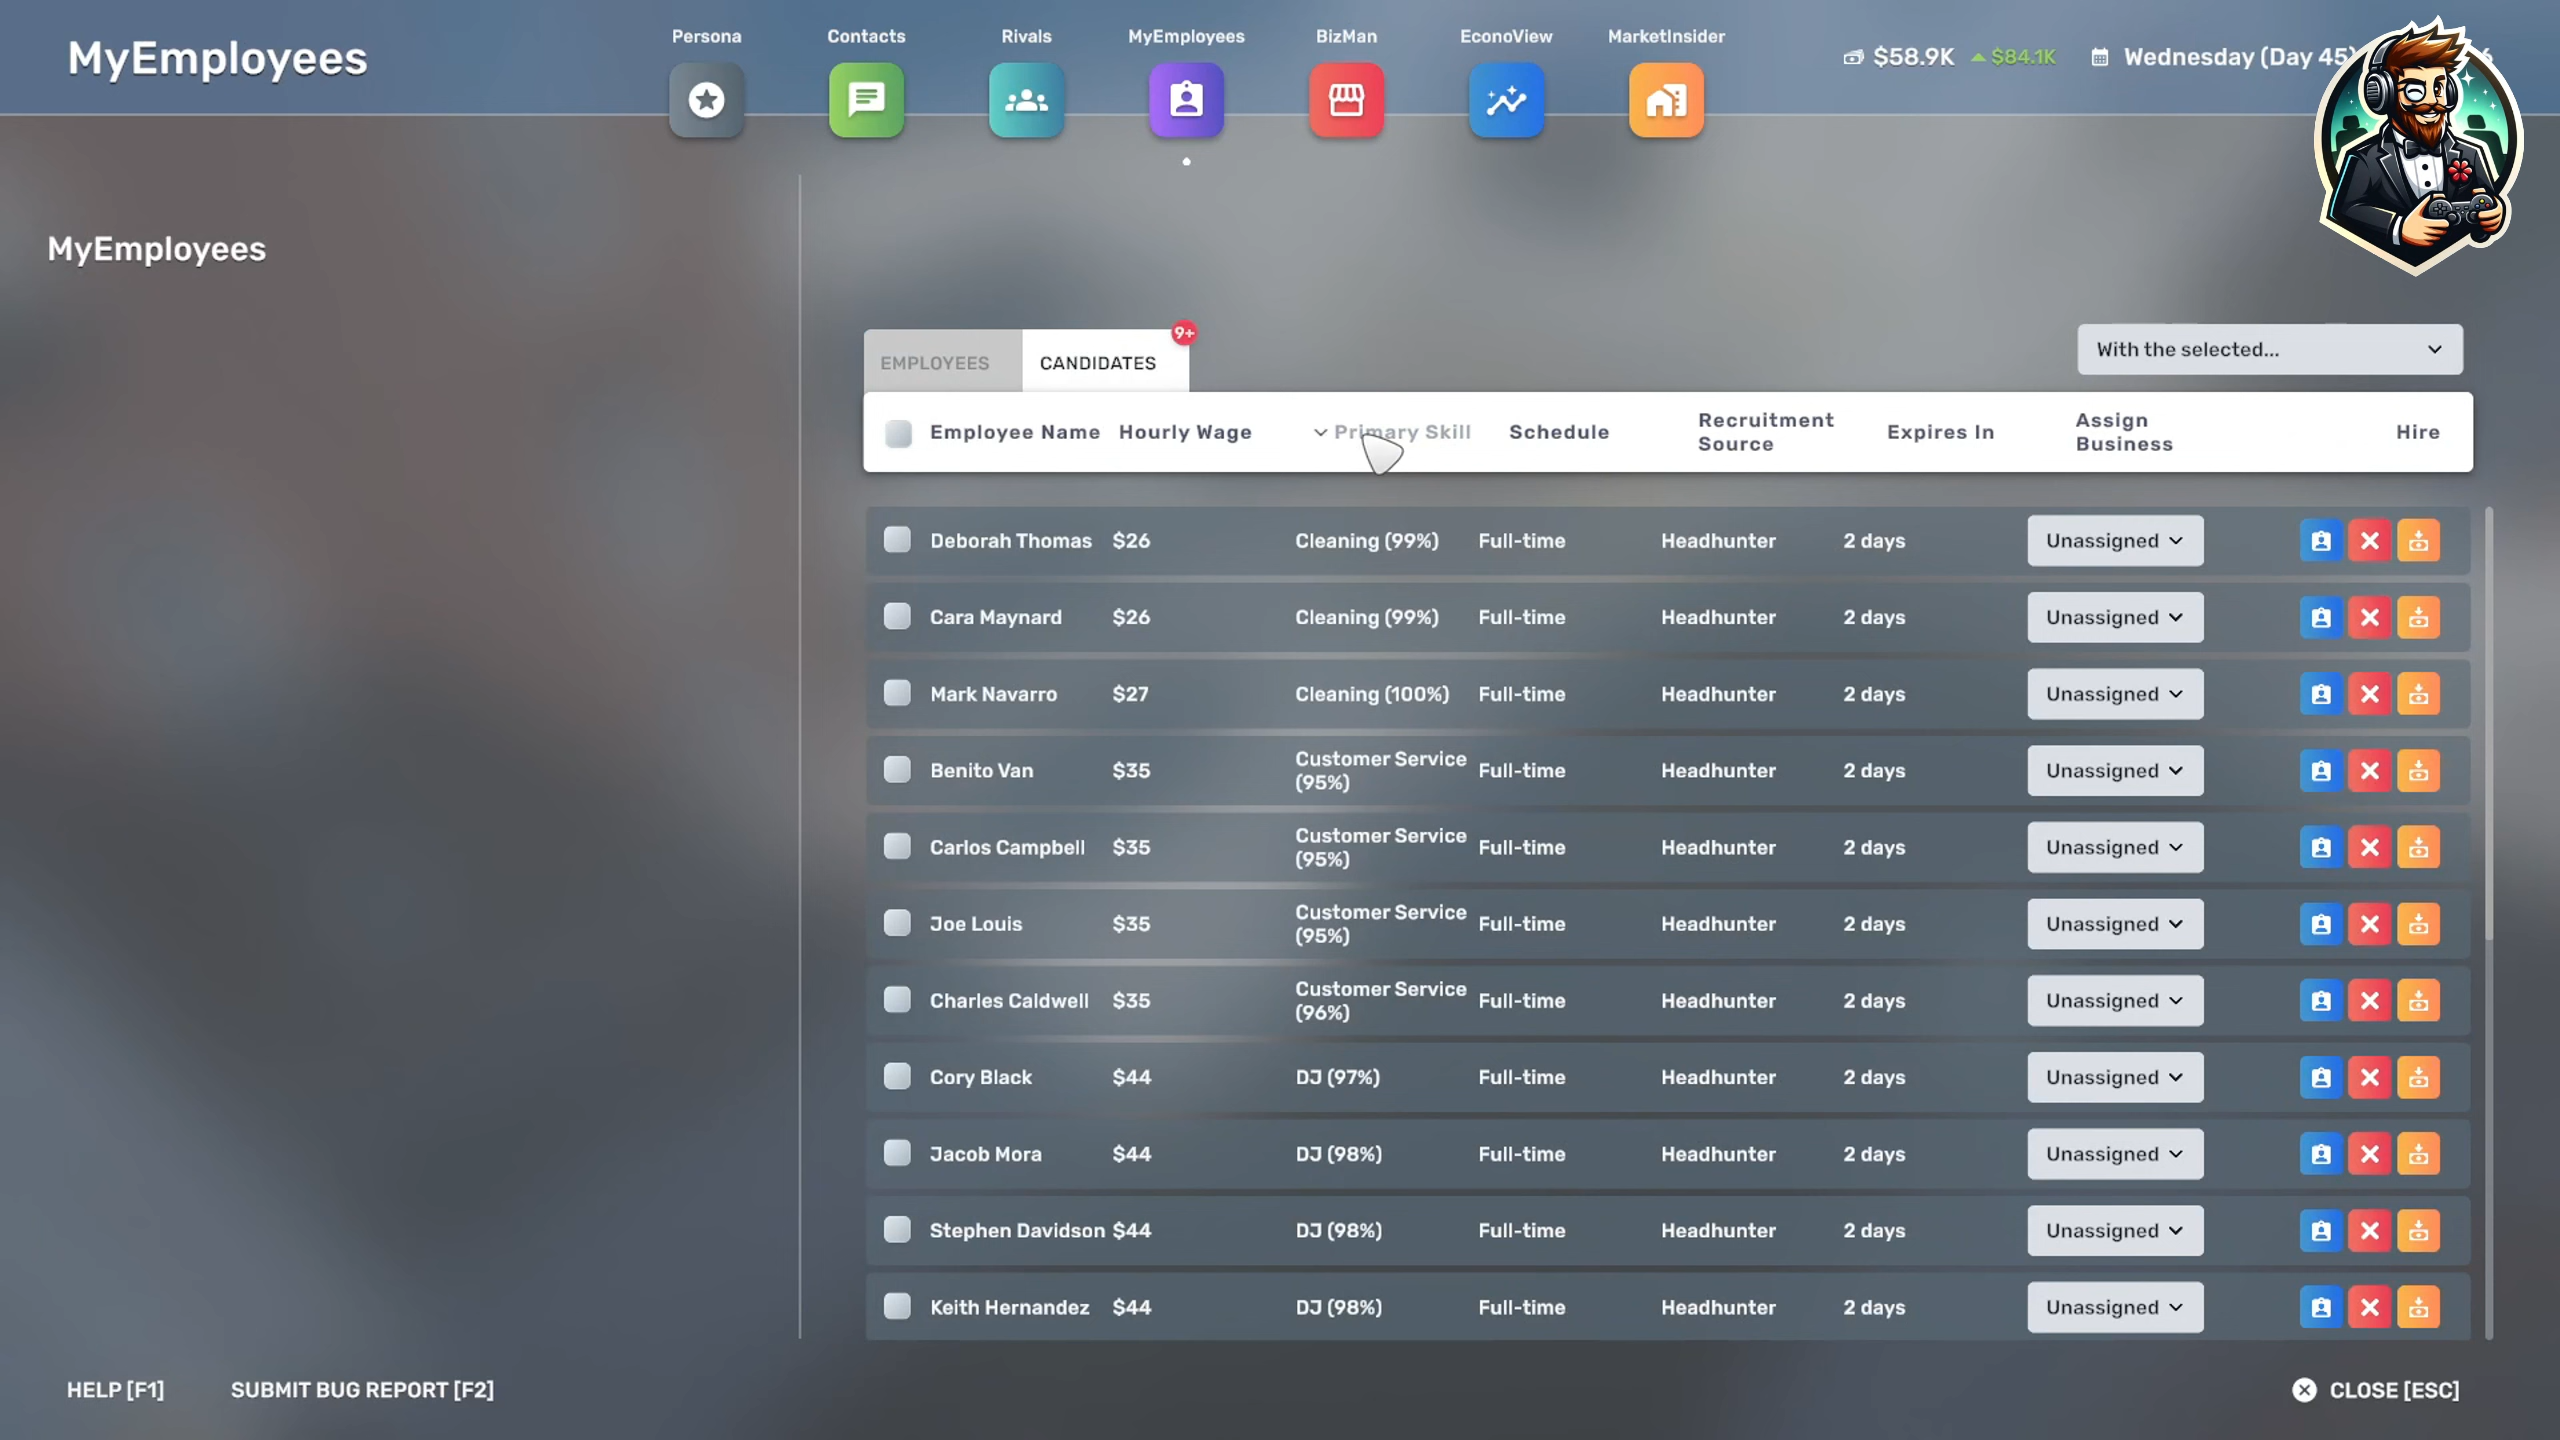 MyEmployees
Persona
Contacts
Rivals
MyEmployees
BizMan
EconoView
MarketInsider
$58.9K
$84.1K
Wednesday (Day 45)
MyEmployees
EMPLOYEES
CANDIDATES
9+
With the selected...
Employee Name
Hourly Wage
Primary Skill
Schedule
Recruitment
Source
Expires In
Assign
Business
Hire
Deborah Thomas $26 Cleaning (99%) Full-time Headhunter 2 days Unassigned
Cara Maynard $26 Cleaning (99%) Full-time Headhunter 2 days Unassigned
Mark Navarro $27 Cleaning (100%) Full-time Headhunter 2 days Unassigned
Benito Van $35 Customer Service
(95%) Full-time Headhunter 2 days Unassigned
Carlos Campbell $35 Customer Service
(95%) Full-time Headhunter 2 days Unassigned
Joe Louis $35 Customer Service
(95%) Full-time Headhunter 2 days Unassigned
Charles Caldwell $35 Customer Service
(96%) Full-time Headhunter 2 days Unassigned
Cory Black $44 DJ (97%) Full-time Headhunter 2 days Unassigned
Jacob Mora $44 DJ (98%) Full-time Headhunter 2 days Unassigned
Stephen Davidson $44 DJ (98%) Full-time Headhunter 2 days Unassigned
Keith Hernandez $44 DJ (98%) Full-time Headhunter 2 days Unassigned
HELP [F1]
SUBMIT BUG REPORT [F2]
CLOSE [ESC]